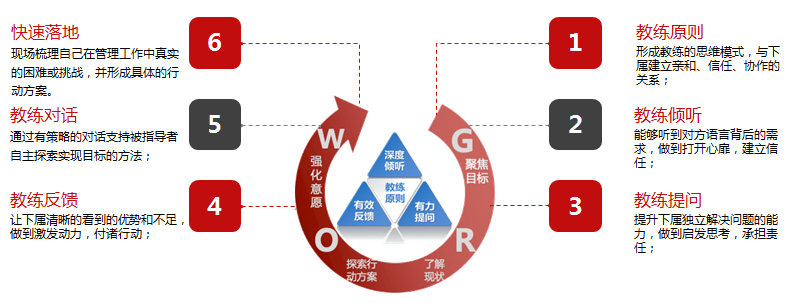 快速落地
现场梳理自己在管理工作中真实
的困难或挑战，并形成具体的行
动方案。
6
教练对话
通过有策略的对话支持被指导者
自主探索实现目标的方法；
5
教练反馈
让下属清晰的看到的优势和不足，
做到激发动力，付诸行动；
4
1
教练原则
形成教练的思维模式，与下
属建立亲和、信任、协作的
关系；
2
教练倾听
能够听到对方语言背后的需
求，做到打开心扉，建立信
任；
3
教练提问
提升下属独立解决问题的能
力，做到启发思考，承担责
任；
W
强化意愿
G
聚焦
目标
O
探索行
动方案
R
了解
现状
深度
倾听
教练
原则
有效
反馈
有力
提问